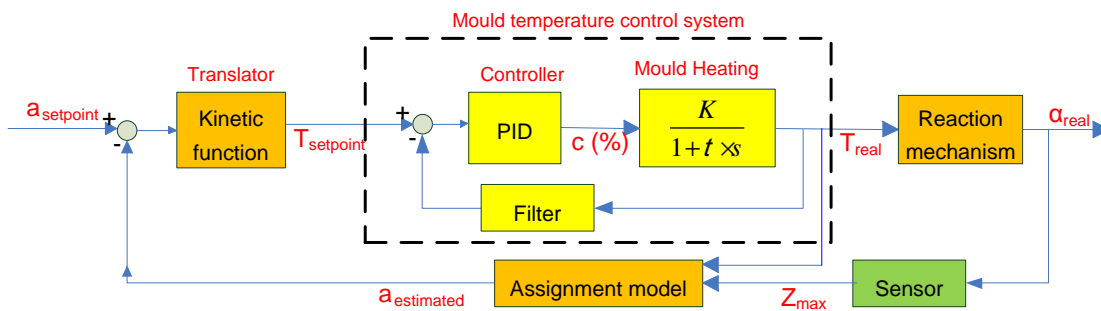 Mould temperature control system
Translator
Controller
Mould Heating
a setpoint
+
-
Kinetic
function
T setpoint
+
-
PID
c (%)
K
1+t×s
T real
Reaction
mechanism
α real
Filter
a estimated
Assignment model
Z max
Sensor